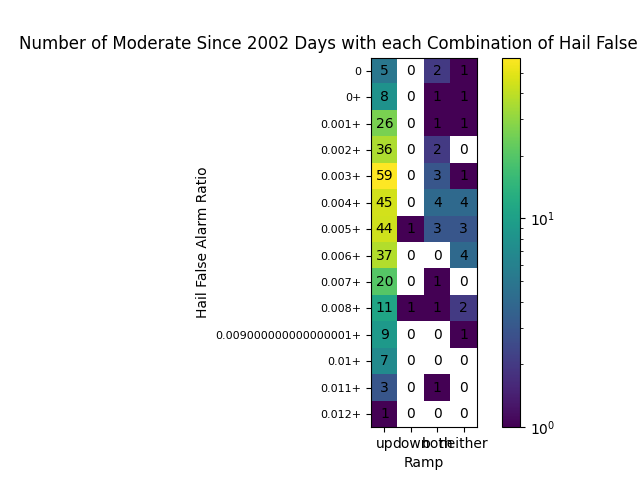 Number of Moderate Since 2002 Days with each Combination of Hail False
0 5 0 2 1
0+ 8 0 1 1
0.001+ 26 0 1 1
0.002+ 36 0 2 0
0.003+ 59 0 3 1
0.004+ 45 0 4 4
0.005+ 44 1 3 3
0.006+ 37 0 0 4
0.007+ 20 0 1 0
0.008+ 11 1 1 2
0.009000000000000001+ 9 0 0 1
0.01+ 7 0 0 0
0.011+ 3 0 1 0
0.012+ 1 0 0 0
Hail False Alarm Ratio
up down both neither
Ramp
10¹
10⁰